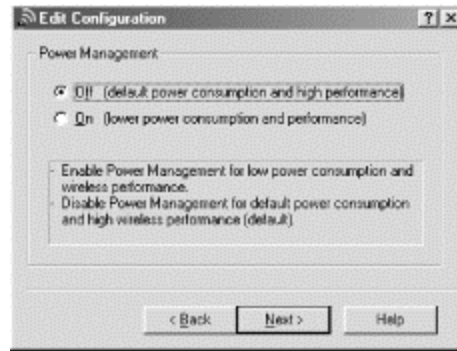 Edit Configuration
Power Management
Off (default power consumption and high performance)
On (lower power consumption and performance)
- Enable Power Management for low power consumption and
wireless performance.
- Disable Power Management for default power consumption
and high wireless performance (default)
< Back
Next >
Help